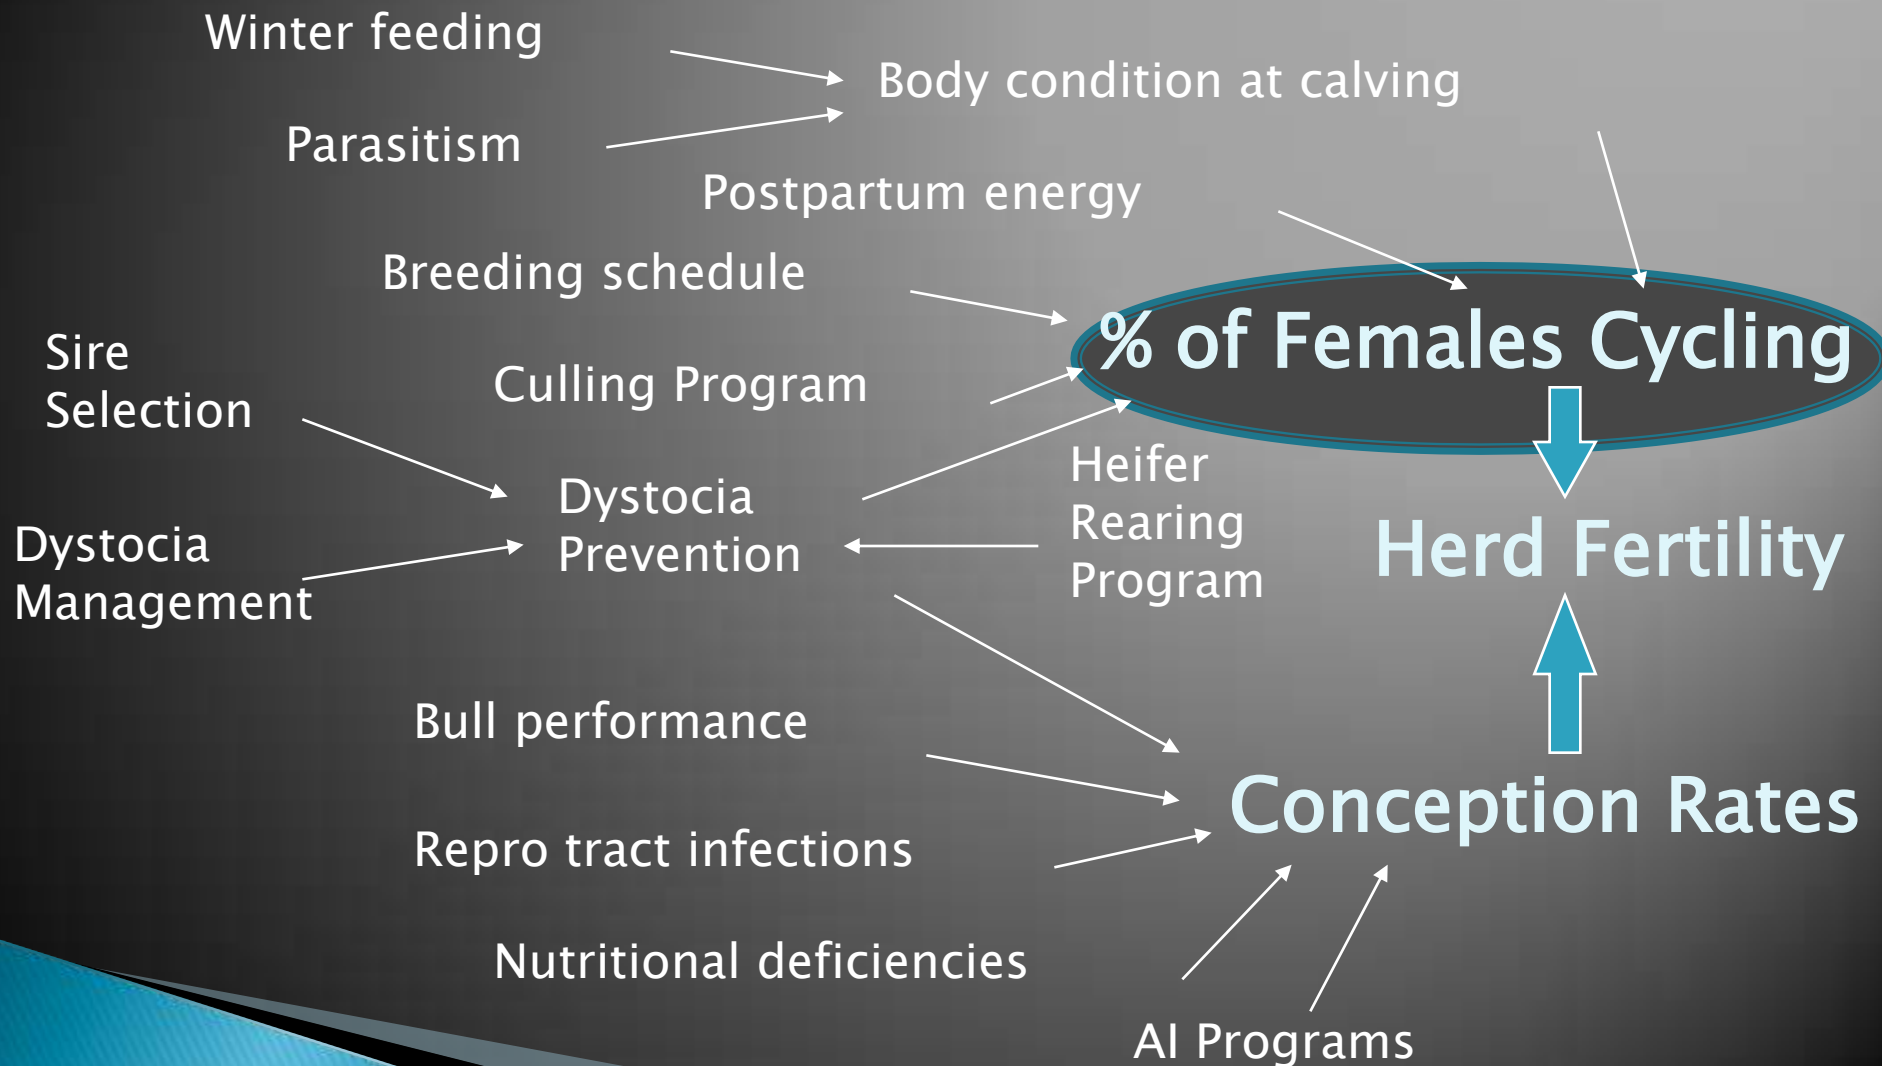 Winter feeding
Body condition at calving
Parasitism
Postpartum energy
Breeding schedule
% of Females Cycling
Sire
Selection
Culling Program
Heifer
Rearing
Program
Dystocia
Prevention
Dystocia
Management
Herd Fertility
Bull performance
Conception Rates
Repro tract infections
Nutritional deficiencies
AI Programs